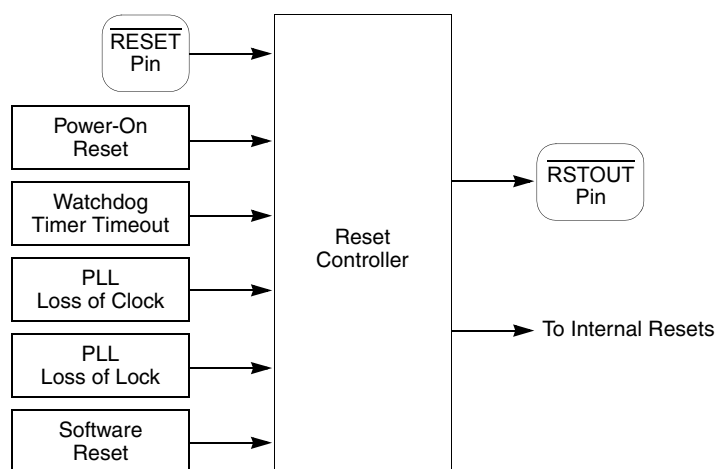 RESET
Pin
Power-On
Reset
Watchdog
Timer Timeout
PLL
Loss of Clock
PLL
Loss of Lock
Software
Reset
Reset
Controller
RSTOUT
Pin
To Internal Resets